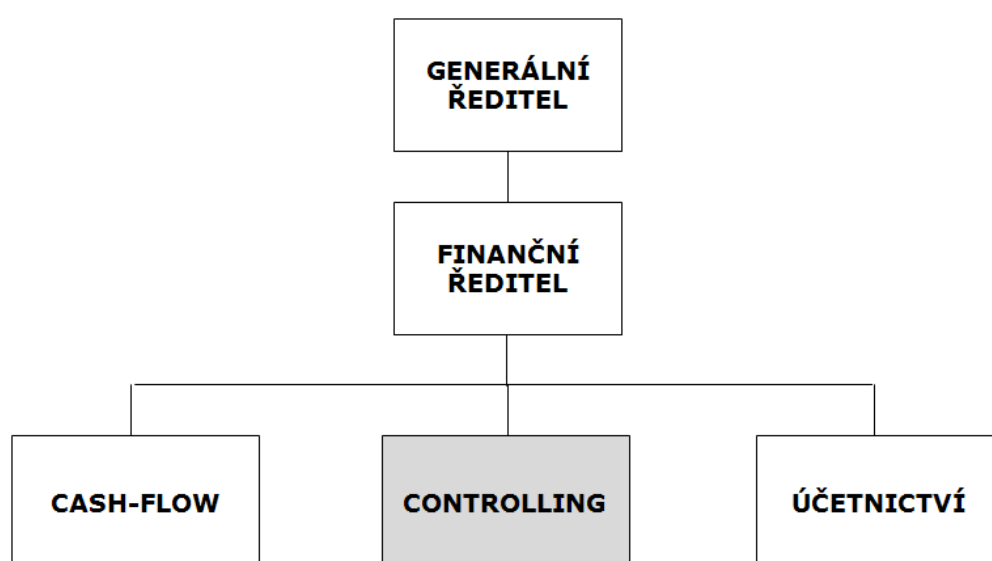 GENERÁLNÍ
ŘEDITEL
FINANČNÍ
ŘEDITEL
CASH-FLOW
CONTROLLING
ÚČETNICTVÍ